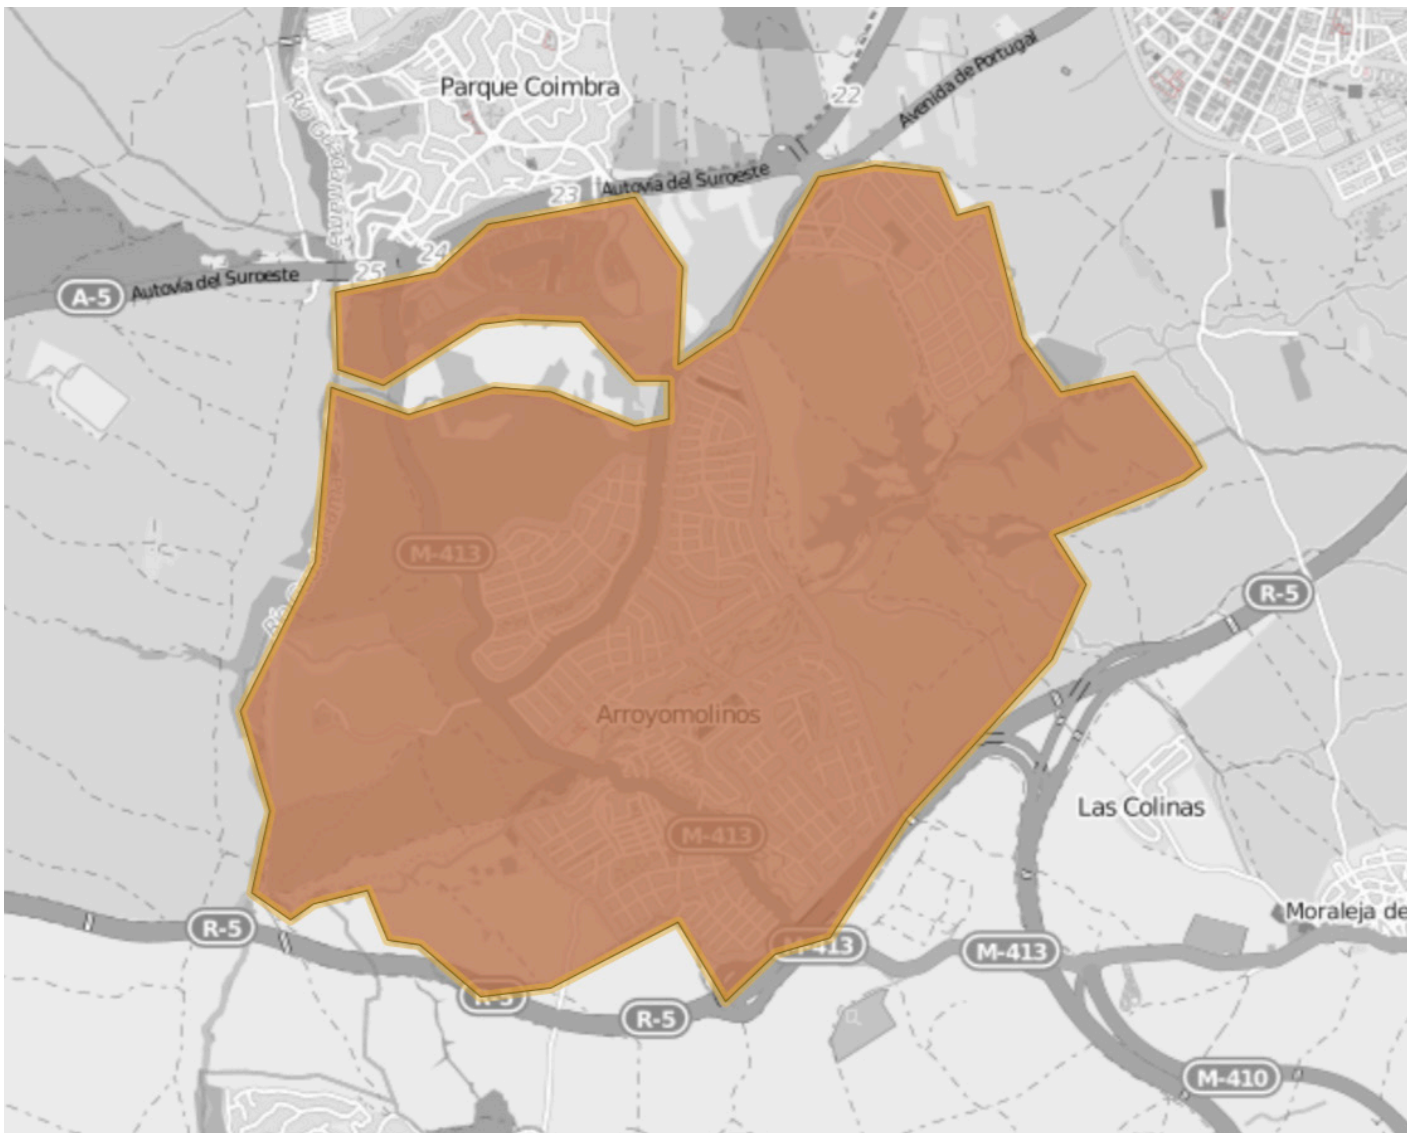 Parque Coimbra
22
Avenida de Portugal
Autovía del Suroeste
23
24
25
Autovía del Suroeste
A-5
M-413
R-5
Arroyomolinos
Las Colinas
M-413
Moraleja de
R-5
M-413
M-413
R-5
R-5
M-410